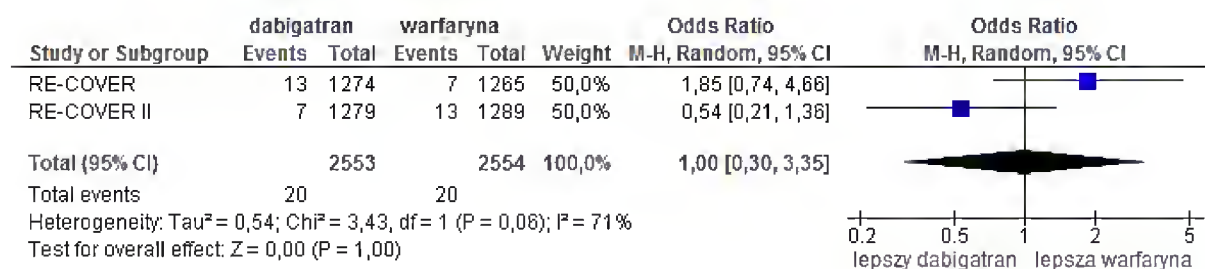 dabigatran warfaryna Odds Ratio Odds Ratio
Study or Subgroup Events Total Events Total Weight M-H, Random, 95% CI M-H, Random, 95% CI
RE-COVER 13 1274 7 1265 50,0% 1,85 [0,74, 4,66]
RE-COVER II 7 1279 13 1289 50,0% 0,54 [0,21, 1,36]
Total (95% CI) 2553 2554 100,0% 1,00 [0,30, 3,35]
Total events 20 20
Heterogeneity: Tau² = 0,54; Chi² = 3,43, df = 1 (P = 0,06); I² = 71%
Test for overall effect: Z = 0,00 (P = 1,00)
0.2 0.5 1 2 5
lepszy dabigatran lepsza warfaryna